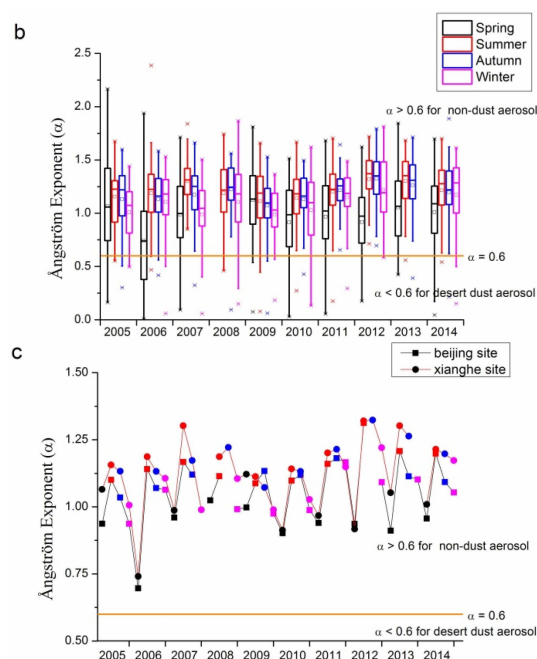 b
Spring
Summer
Autumn
Winter
2.5
2.0
1.5
1.0
0.5
0.0
Ångström Exponent (α)
α > 0.6 for non-dust aerosol
α = 0.6
α < 0.6 for desert dust aerosol
2005 2006 2007 2008 2009 2010 2011 2012 2013 2014
c
beijing site
xianghe site
1.50
1.25
1.00
0.75
0.50
Ångström Exponent (α)
α > 0.6 for non-dust aerosol
α = 0.6
α < 0.6 for desert dust aerosol
2005 2006 2007 2008 2009 2010 2011 2012 2013 2014